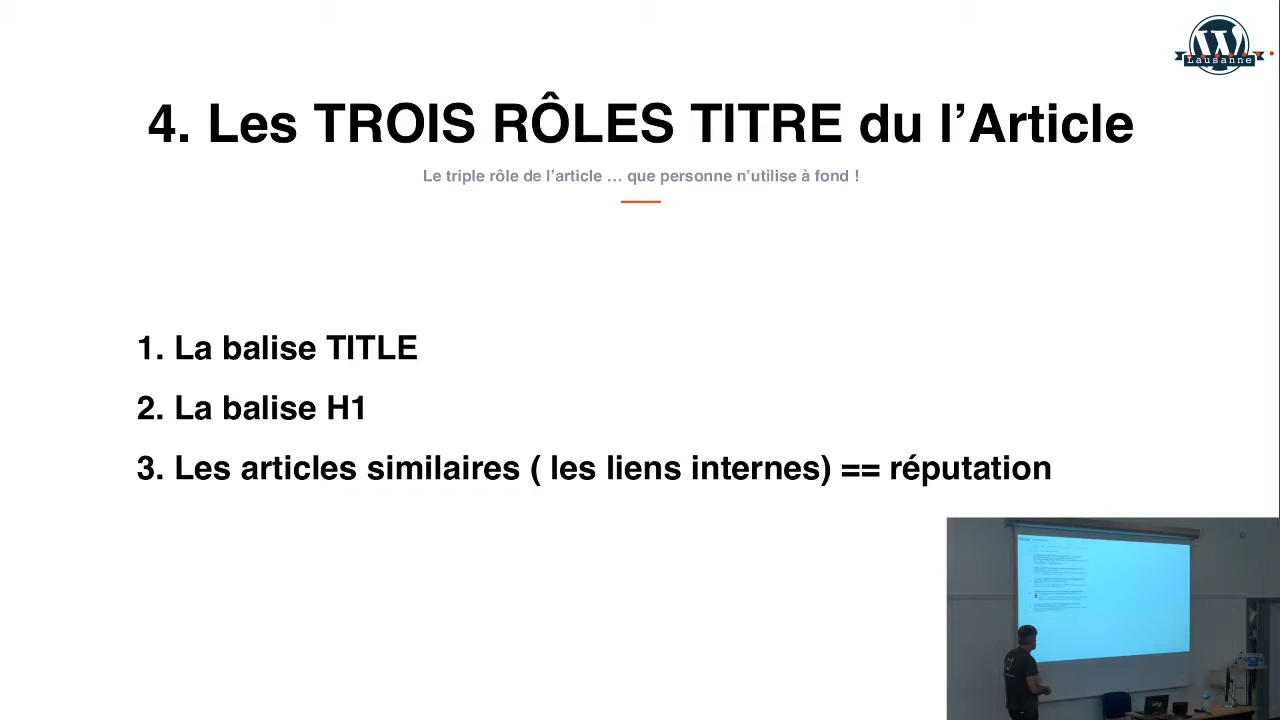 Lausanne
4. Les TROIS RÔLES TITRE du l’Article
Le triple rôle de l’article … que personne n’utilise à fond !
1. La balise TITLE
2. La balise H1
3. Les articles similaires ( les liens internes) == réputation